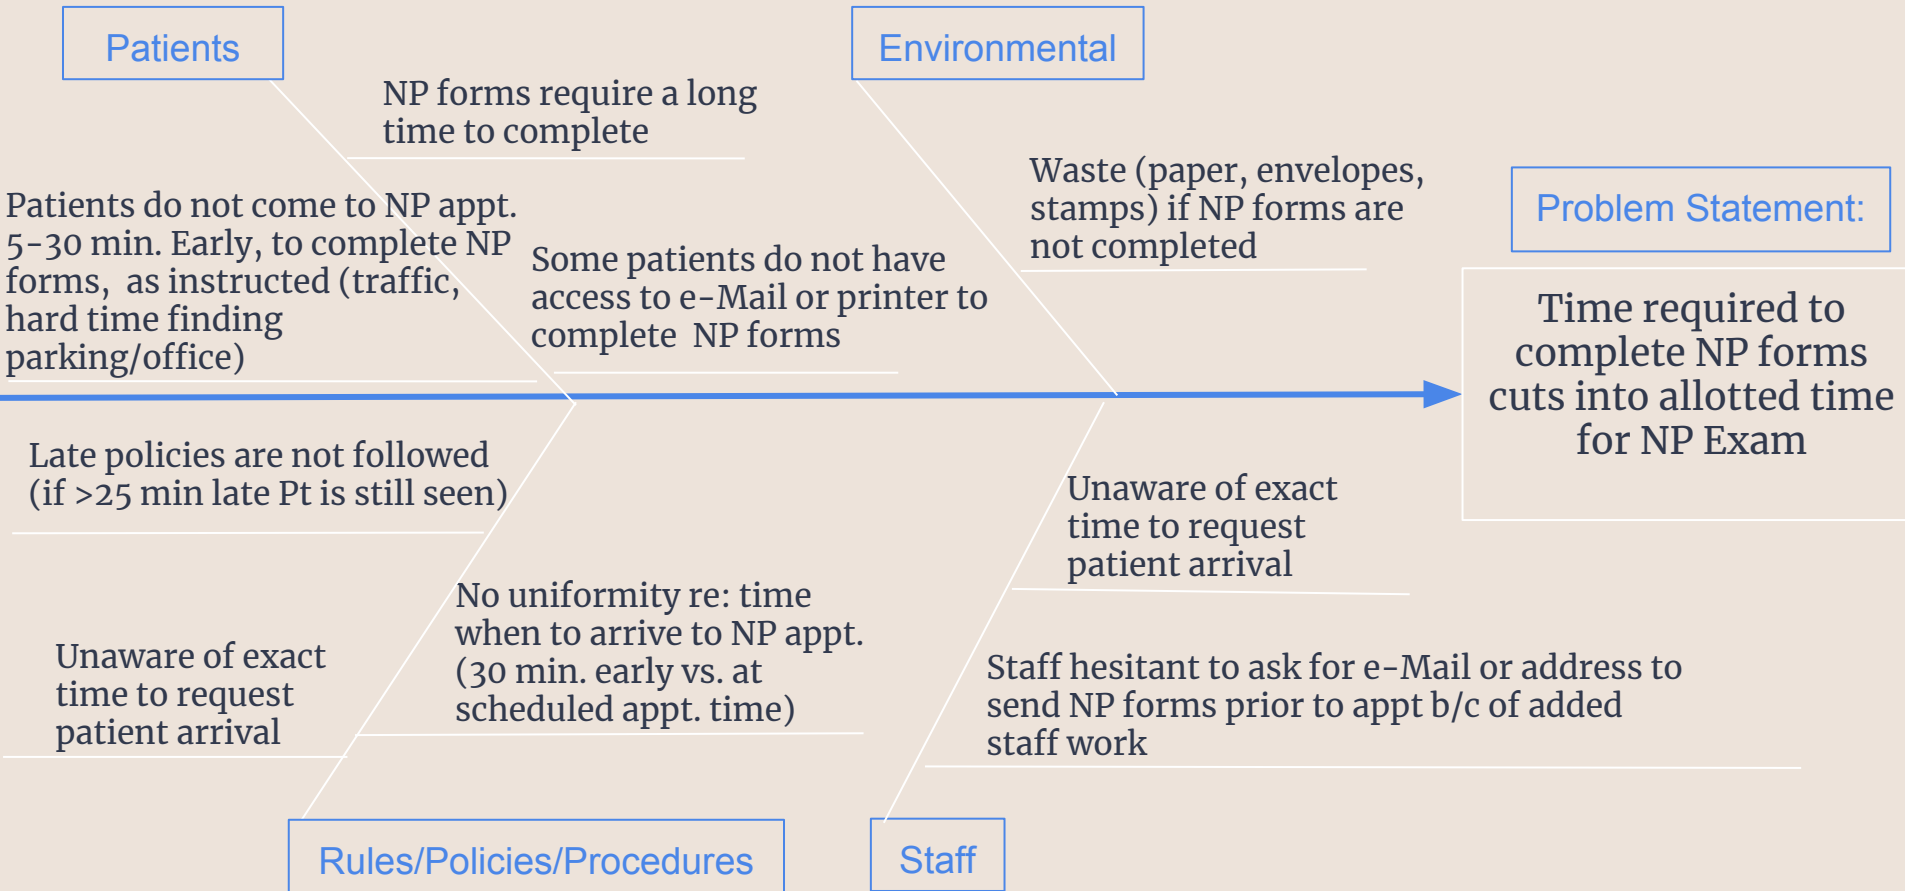 Patients
NP forms require a long
time to complete
Patients do not come to NP appt.
5-30 min. Early, to complete NP
forms,  as instructed (traffic,
hard time finding
parking/office)
Some patients do not have
access to e-Mail or printer to
complete  NP forms
Environmental
Waste (paper, envelopes,
stamps) if NP forms are
not completed
Problem Statement:
Time required to
complete NP forms
cuts into allotted time
for NP Exam
Late policies are not followed
(if >25 min late Pt is still seen)
Unaware of exact
time to request
patient arrival
No uniformity re: time
when to arrive to NP appt.
(30 min. early vs. at
scheduled appt. time)
Rules/Policies/Procedures
Unaware of exact
time to request
patient arrival
Staff hesitant to ask for e-Mail or address to
send NP forms prior to appt b/c of added
staff work
Staff